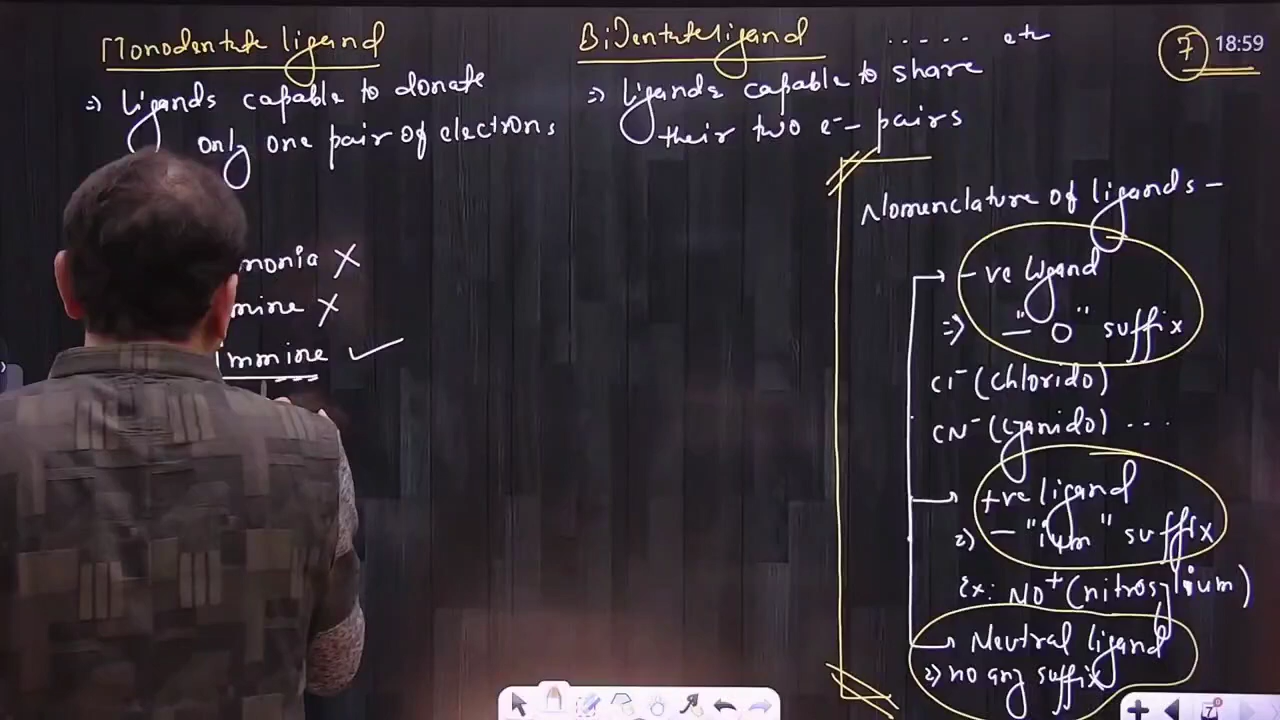 Monodentate ligand
=) Ligands capable to donate
only one pair of electrons
monia X
mine X
Immine ✓
BiDentate ligand ..... etc
=) Ligands capable to share
their two e- pairs
7 18:59
Nomenclature of ligands -
-ve ligand
=) - "O" suffix
Cl⁻ (chlorido)
CN⁻ (cyanido) ...
+ve ligand
=) - "ium" suffix
Ex: NO⁺ (nitrosylium)
Neutral ligand
=) no any suffix
7